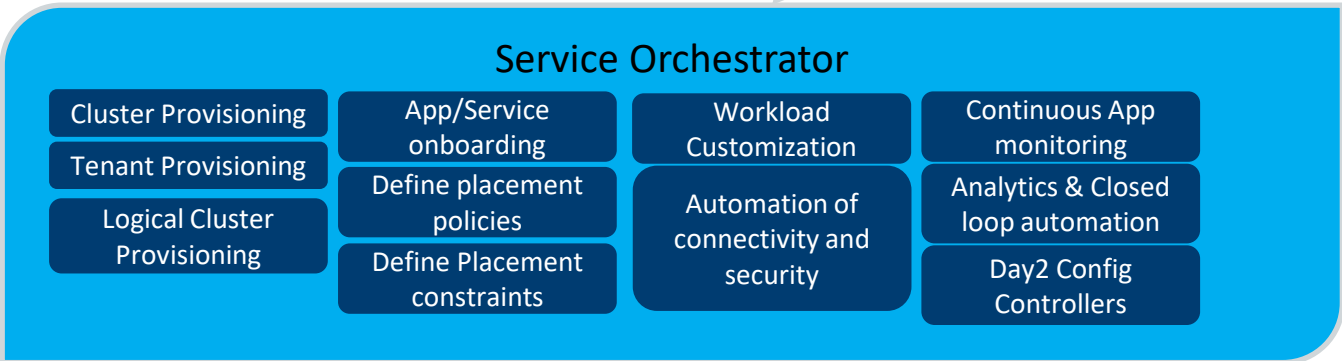 Service Orchestrator
Cluster Provisioning
Tenant Provisioning
Logical Cluster
Provisioning
App/Service
onboarding
Define placement
policies
Define Placement
constraints
Workload
Customization
Automation of
connectivity and
security
Continuous App
monitoring
Analytics & Closed
loop automation
Day2 Config
Controllers